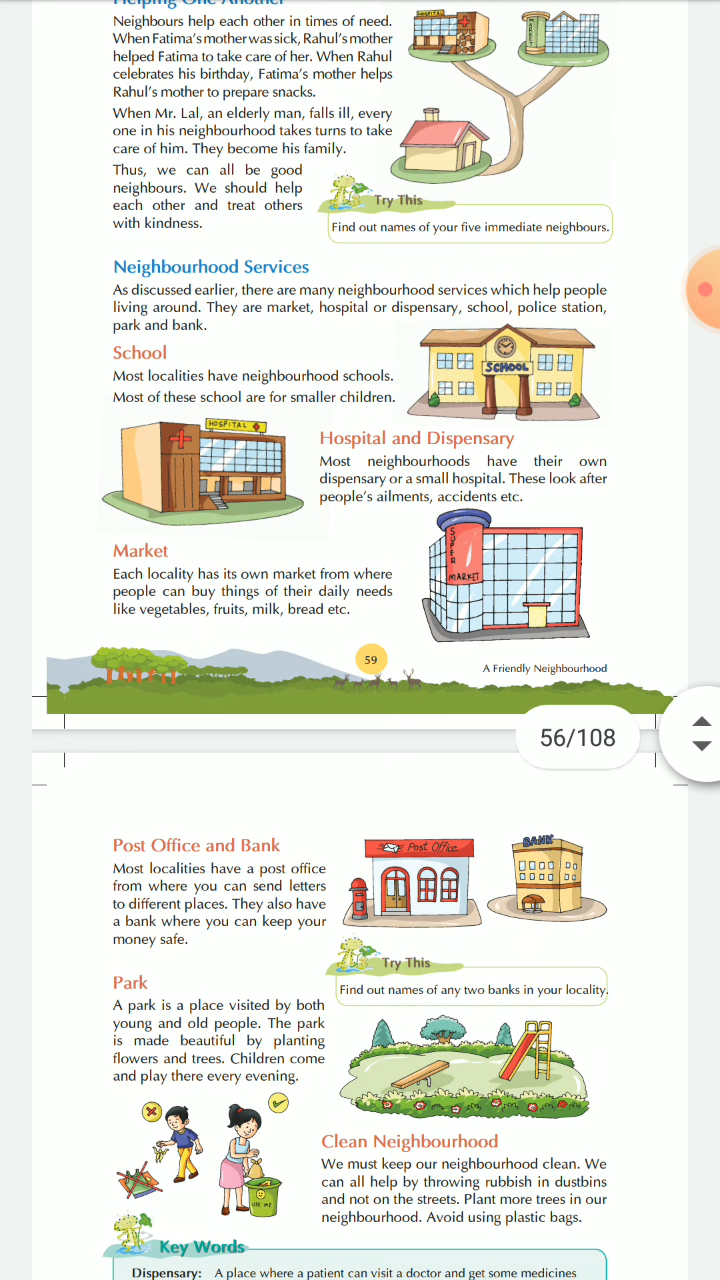 Helping One Another
Neighbours help each other in times of need.
When Fatima's mother was sick, Rahul's mother
helped Fatima to take care of her. When Rahul
celebrates his birthday, Fatima's mother helps
Rahul's mother to prepare snacks.
When Mr. Lal, an elderly man, falls ill, every
one in his neighbourhood takes turns to take
care of him. They become his family.
Thus, we can all be good
neighbours. We should help
each other and treat others
with kindness.
HOSPITAL
Try This
Find out names of your five immediate neighbours.
Neighbourhood Services
As discussed earlier, there are many neighbourhood services which help people
living around. They are market, hospital or dispensary, school, police station,
park and bank.
School
Most localities have neighbourhood schools.
Most of these school are for smaller children.
SCHOOL
HOSPITAL
Hospital and Dispensary
Most neighbourhoods have their own
dispensary or a small hospital. These look after
people's ailments, accidents etc.
Market
Each locality has its own market from where
people can buy things of their daily needs
like vegetables, fruits, milk, bread etc.
SUPER
MARKET
59
A Friendly Neighbourhood
56/108
Post Office and Bank
Most localities have a post office
from where you can send letters
to different places. They also have
a bank where you can keep your
money safe.
Post Office
BANK
Try This
Find out names of any two banks in your locality.
Park
A park is a place visited by both
young and old people. The park
is made beautiful by planting
flowers and trees. Children come
and play there every evening.
USE ME
Clean Neighbourhood
We must keep our neighbourhood clean. We
can all help by throwing rubbish in dustbins
and not on the streets. Plant more trees in our
neighbourhood. Avoid using plastic bags.
Key Words
Dispensary: A place where a patient can visit a doctor and get some medicines